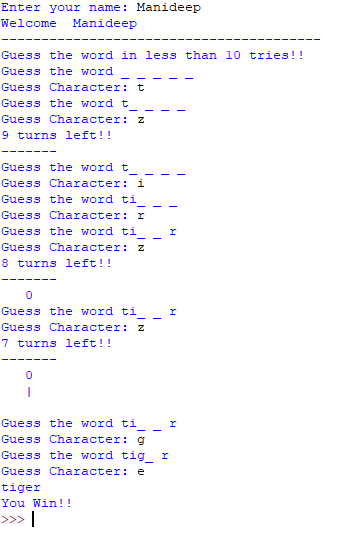 Enter your name: Manideep
Welcome  Manideep
----------------------------------------
Guess the word in less than 10 tries!!
Guess the word _ _ _ _ _
Guess Character: t
Guess the word t_ _ _ _
Guess Character: z
9 turns left!!
-------
Guess the word t_ _ _ _
Guess Character: i
Guess the word ti_ _ _
Guess Character: r
Guess the word ti_ _ r
Guess Character: z
8 turns left!!
-------
   0
Guess the word ti_ _ r
Guess Character: z
7 turns left!!
-------
   0
   |
Guess the word ti_ _ r
Guess Character: g
Guess the word tig_ r
Guess Character: e
tiger
You Win!!
>>>